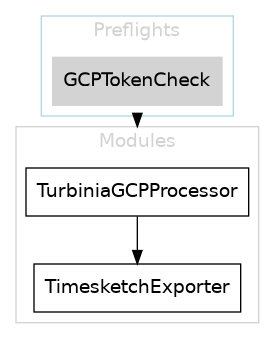 Preflights
GCPTokenCheck
Modules
TurbiniaGCPProcessor
TimesketchExporter